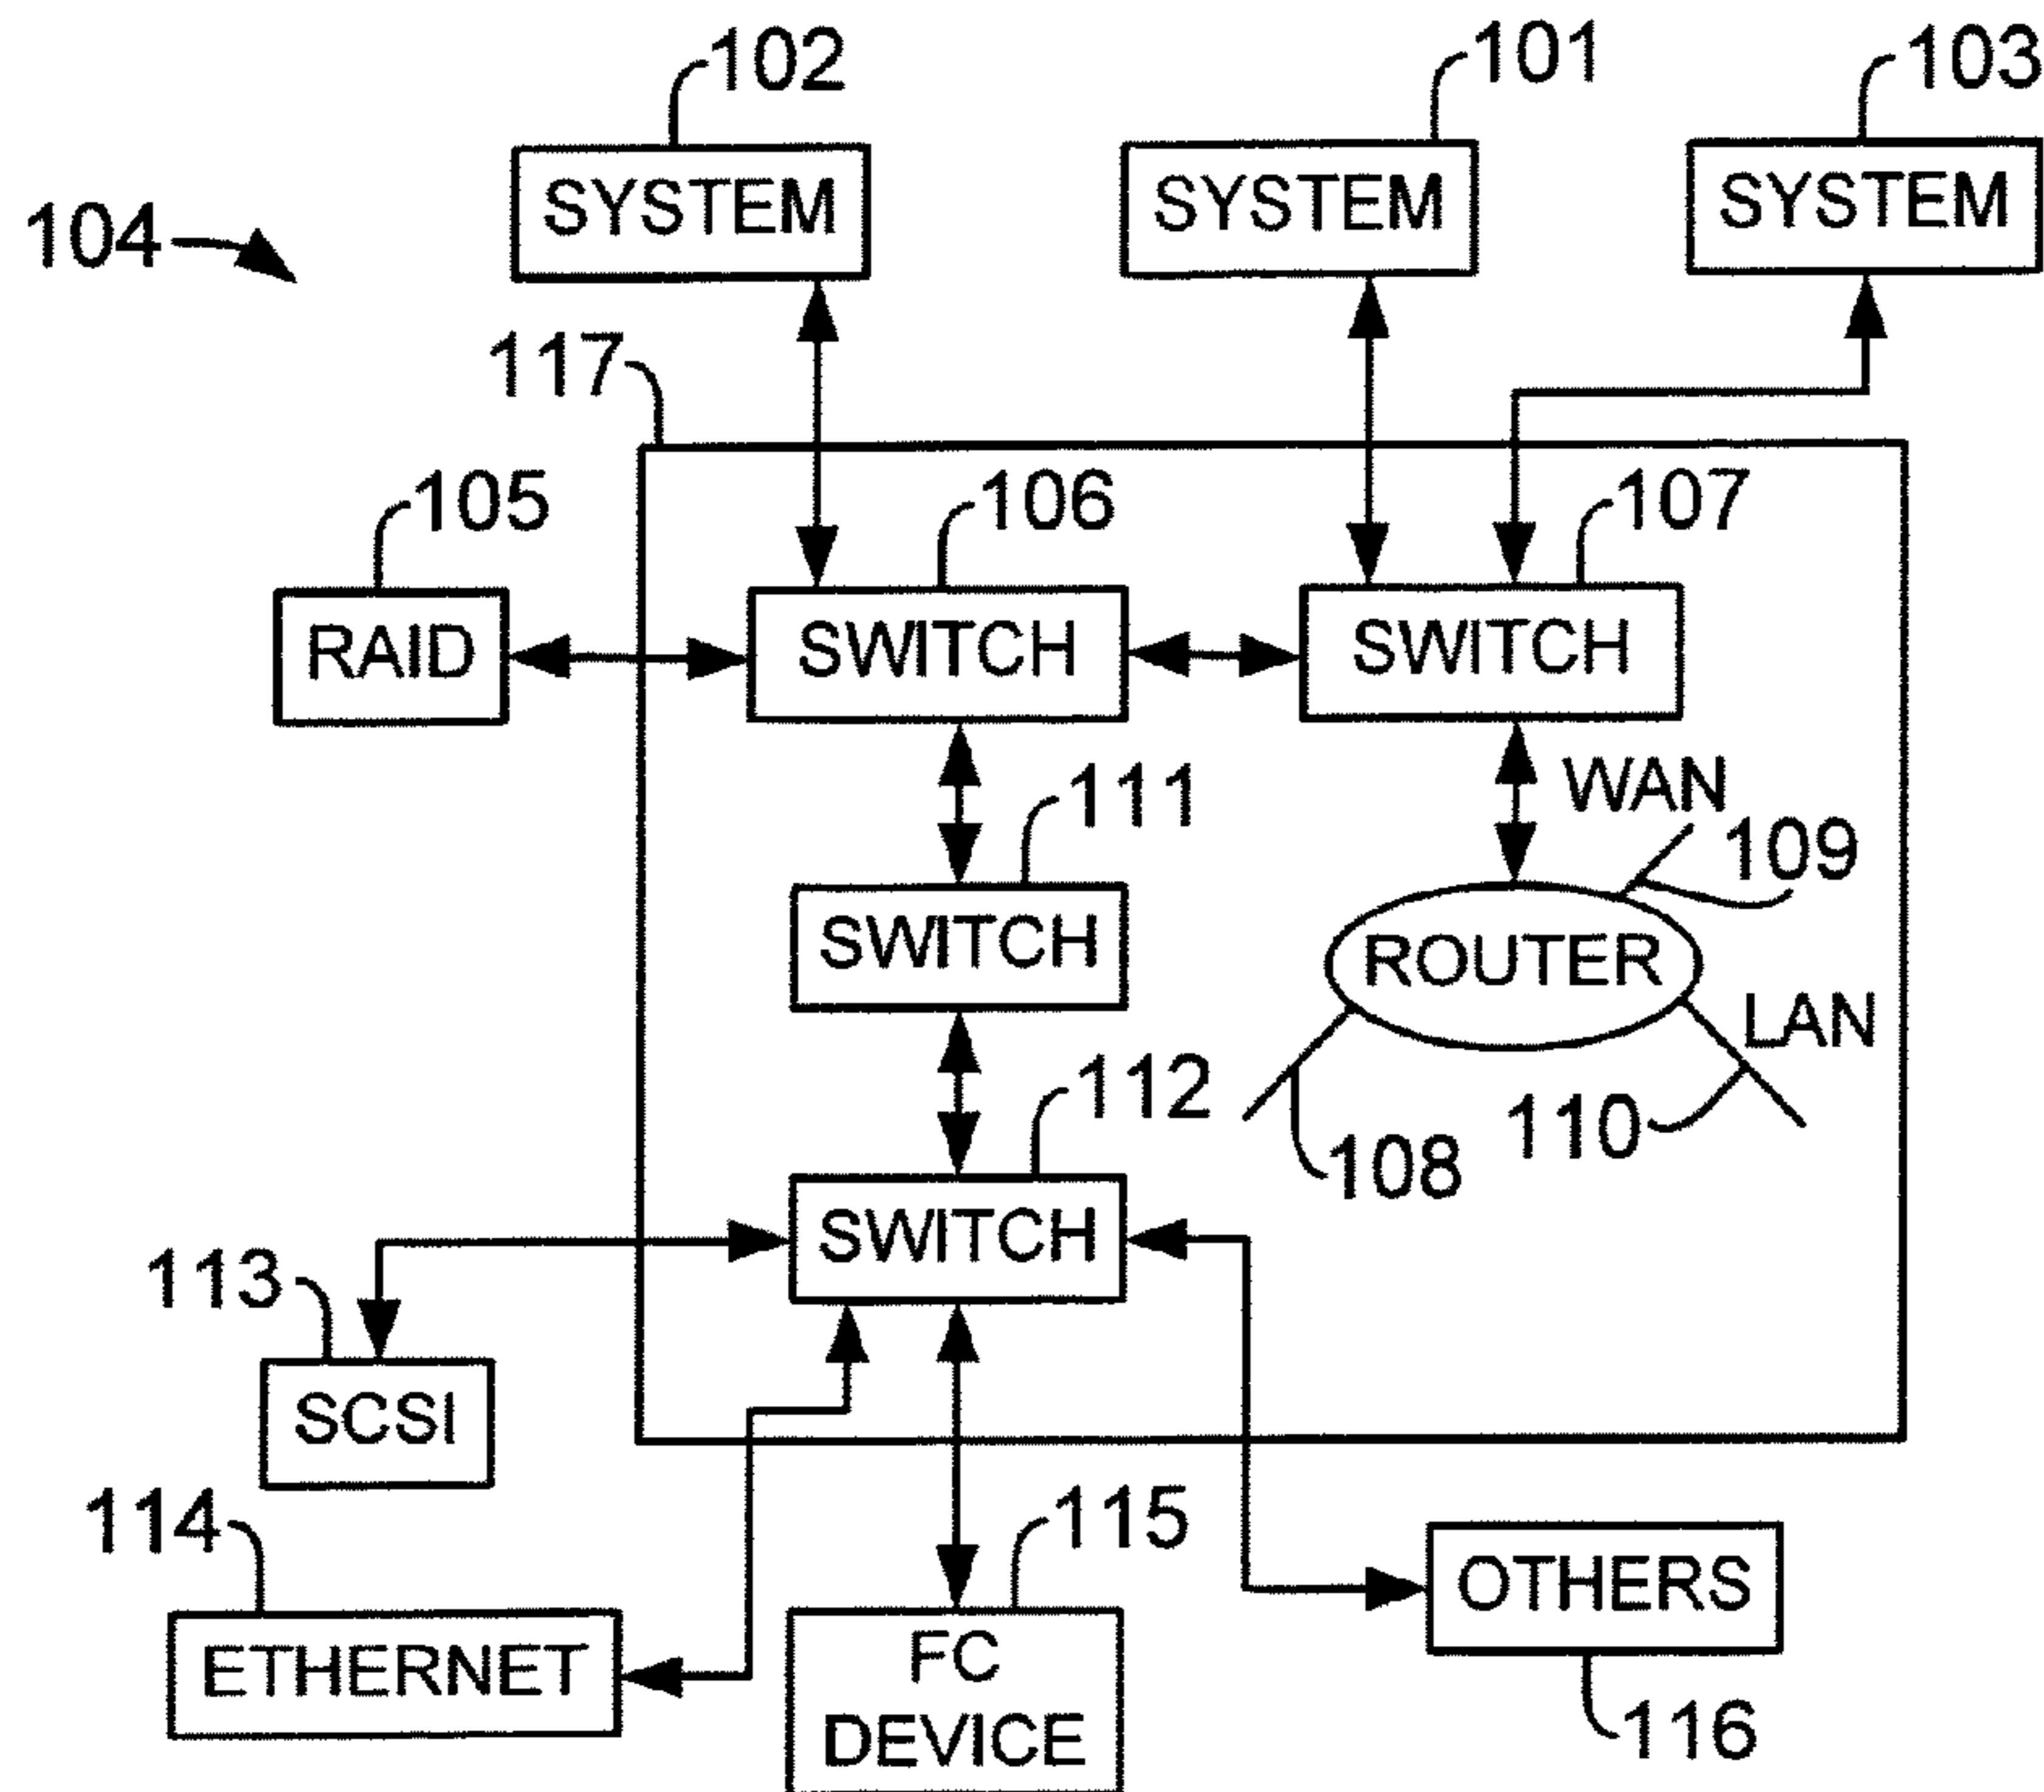 102
101
103
SYSTEM
SYSTEM
SYSTEM
104
117
105
106
107
RAID
SWITCH
SWITCH
WAN
111
109
SWITCH
ROUTER
LAN
112
110
108
SWITCH
113
SCSI
114
115
ETHERNET
FC
DEVICE
OTHERS
116